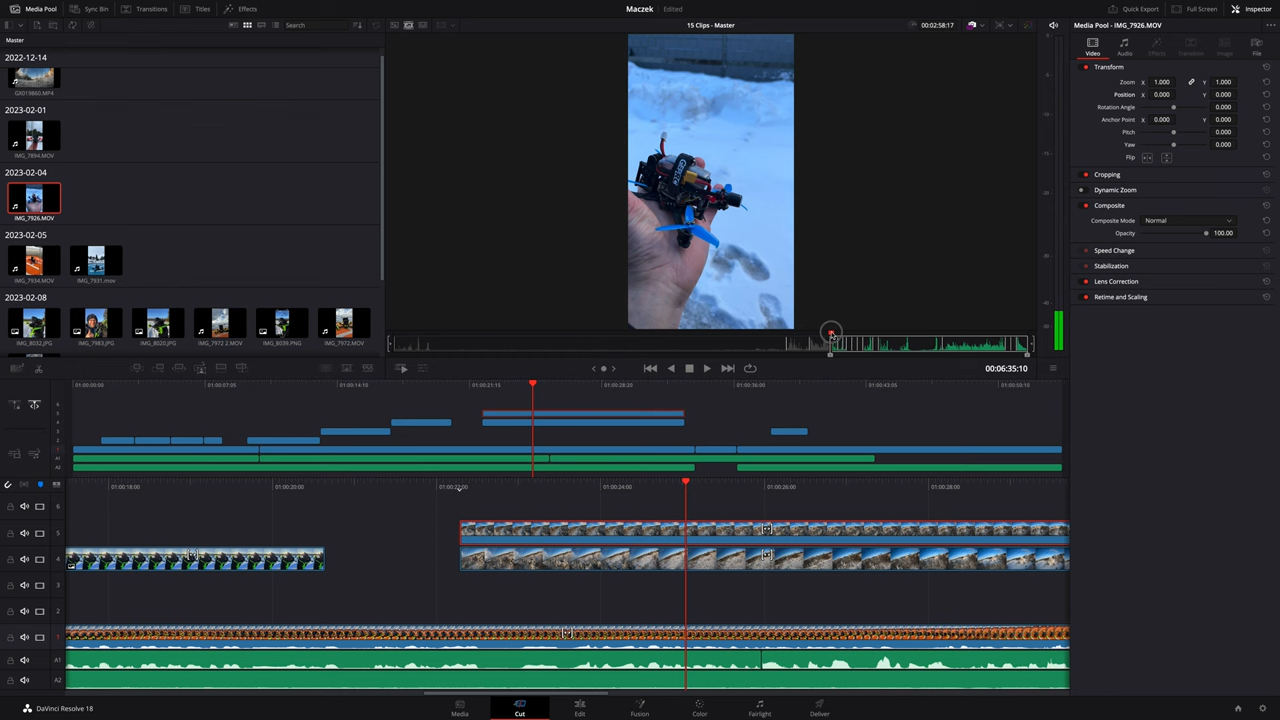 Media Pool
Sync Bin
Transitions
Titles
Effects
Maczek
Edited
Quick Export
Full Screen
Inspector
Search
15 Clips - Master
00:02:58:17
Media Pool - IMG_7926.MOV
Master
2022-12-14
GX019860.MP4
2023-02-01
IMG_7894.MOV
2023-02-04
IMG_7926.MOV
2023-02-05
IMG_7934.MOV
IMG_7931.mov
2023-02-08
IMG_8032.JPG
IMG_7983.JPG
IMG_8020.JPG
IMG_7972 2.MOV
IMG_8039.PNG
IMG_7972.MOV
Video
Audio
Effects
Transition
Image
File
Transform
Zoom X 1.000 Y 1.000
Position X 0.000 Y 0.000
Rotation Angle 0.000
Anchor Point X 0.000 Y 0.000
Pitch 0.000
Yaw 0.000
Flip
Cropping
Dynamic Zoom
Composite
Composite Mode Normal
Opacity 100.00
Speed Change
Stabilization
Lens Correction
Retime and Scaling
00:06:35:10
01:00:00:00
01:00:07:05
01:00:14:10
01:00:21:15
01:00:28:20
01:00:36:00
01:00:43:05
01:00:50:10
6
5
4
3
2
1
A1
A2
01:00:18:00
01:00:20:00
01:00:22:00
01:00:24:00
01:00:26:00
01:00:28:00
6
5
4
3
2
1
A1
A2
DaVinci Resolve 18
Media
Cut
Edit
Fusion
Color
Fairlight
Deliver